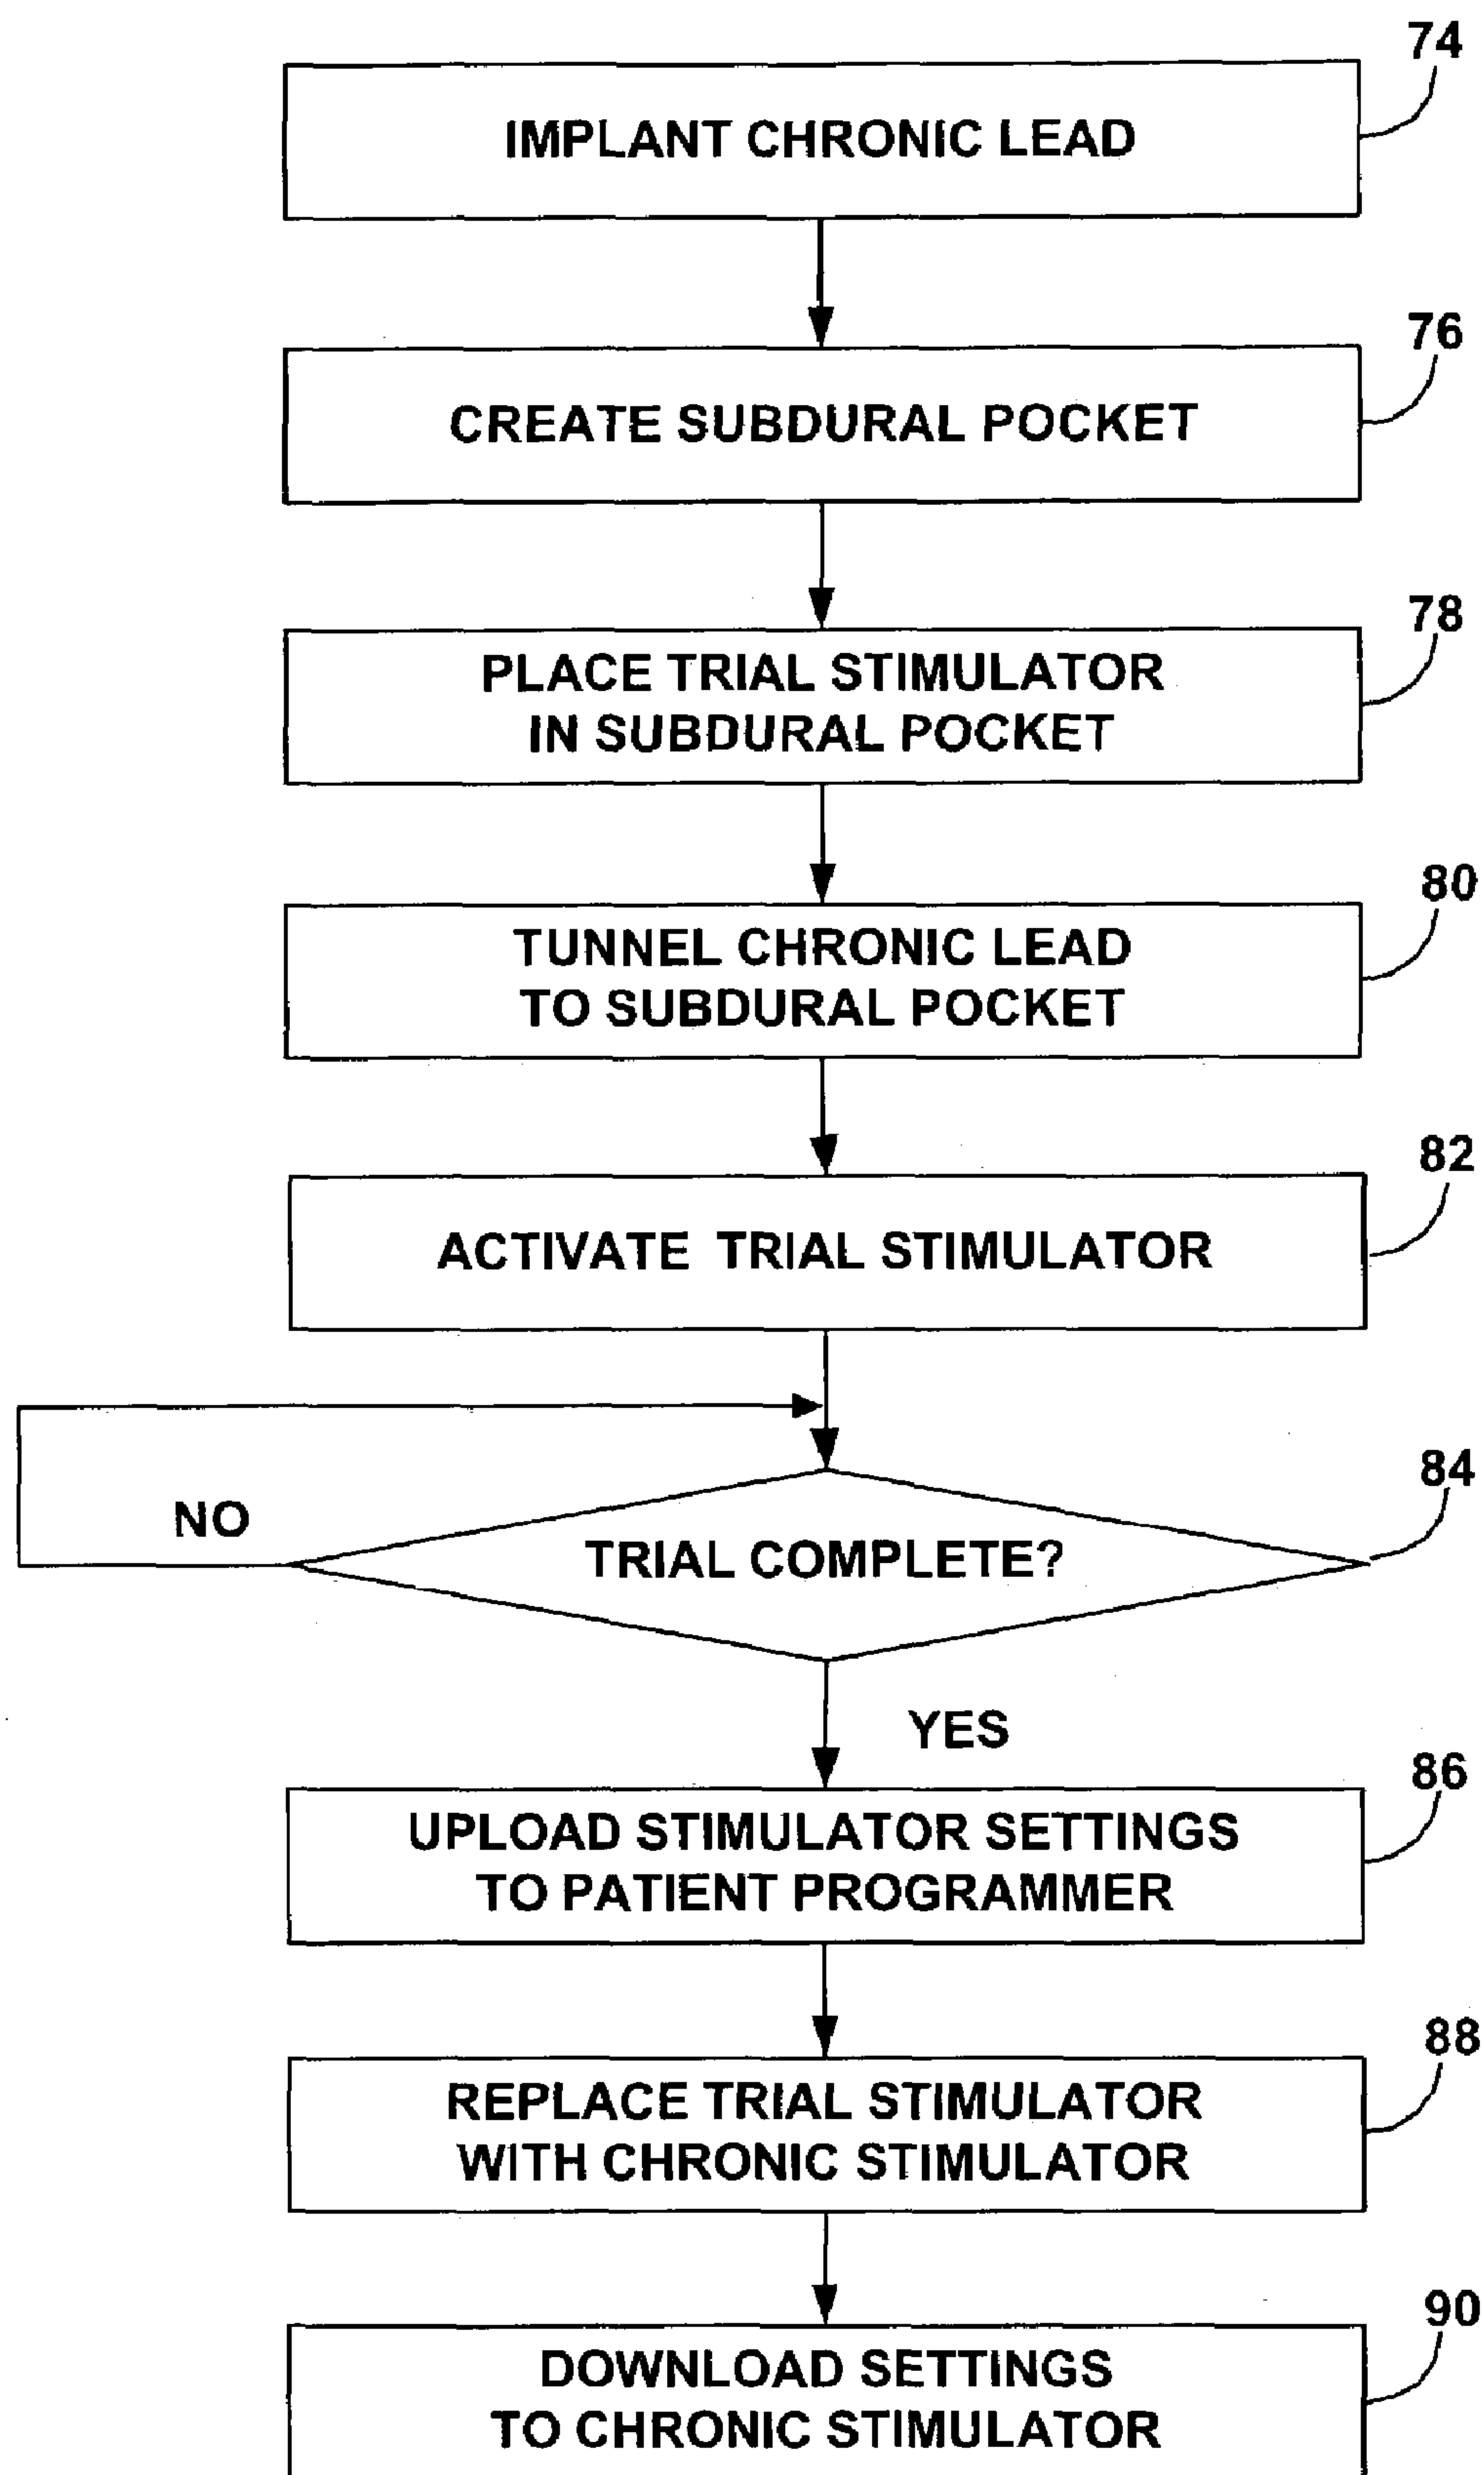 74
IMPLANT CHRONIC LEAD
76
CREATE SUBDURAL POCKET
78
PLACE TRIAL STIMULATOR
IN SUBDURAL POCKET
80
TUNNEL CHRONIC LEAD
TO SUBDURAL POCKET
82
ACTIVATE TRIAL STIMULATOR
84
NO
TRIAL COMPLETE?
YES
86
UPLOAD STIMULATOR SETTINGS
TO PATIENT PROGRAMMER
88
REPLACE TRIAL STIMULATOR
WITH CHRONIC STIMULATOR
90
DOWNLOAD SETTINGS
TO CHRONIC STIMULATOR